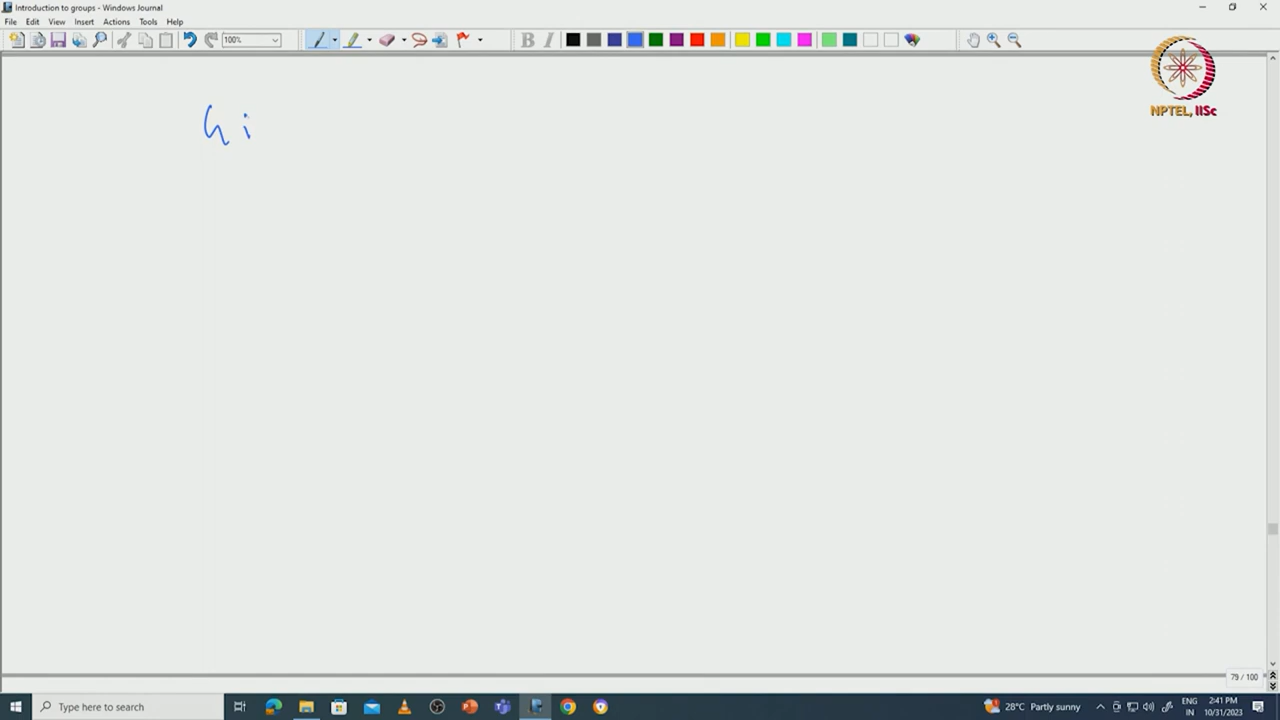 Introduction to groups - Windows Journal
File Edit View Insert Actions Tools Help
100%
B I
NPTEL, IISc
G i
79 / 100
Type here to search
28°C Partly sunny
ENG
IN
2:41 PM
10/31/2023